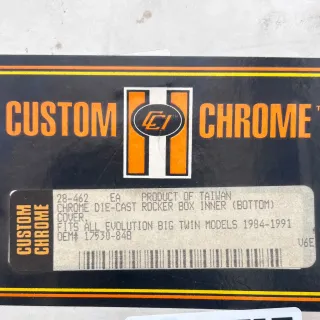 CUSTOM CCI CHROME
CUSTOM CHROME
28-462 EA PRODUCT OF TAIWAN
CHROME DIE-CAST ROCKER BOX INNER (BOTTOM)
COVER.
FITS ALL EVOLUTION BIG TWIN MODELS 1984-1991
OEM# 17530-84B
V6E